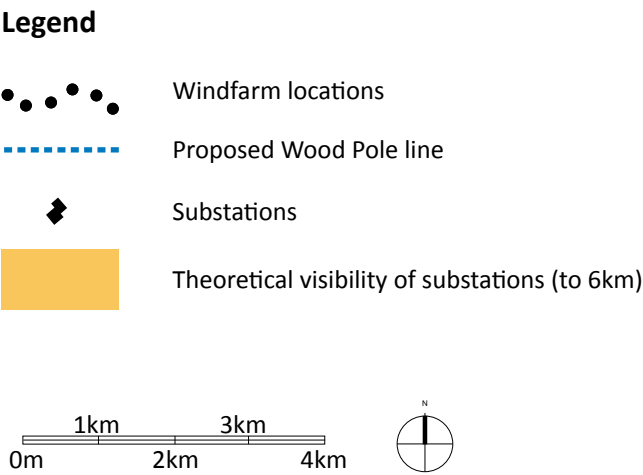 Legend
Windfarm locations
Proposed Wood Pole line
Substations
Theoretical visibility of substations (to 6km)
N
1km 3km
0m 2km 4km